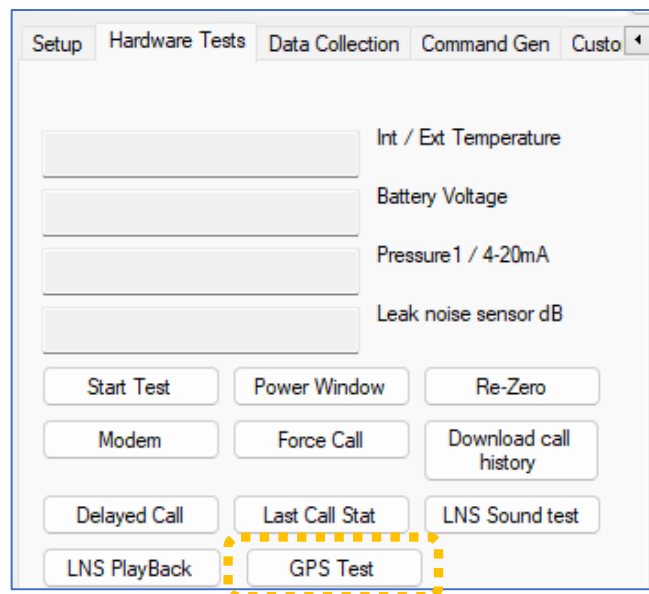 Setup Hardware Tests Data Collection Command Gen Custo
Int / Ext Temperature
Battery Voltage
Pressure1 / 4-20mA
Leak noise sensor dB
Start Test Power Window Re-Zero
Modem Force Call Download call
history
Delayed Call Last Call Stat LNS Sound test
LNS PlayBack GPS Test